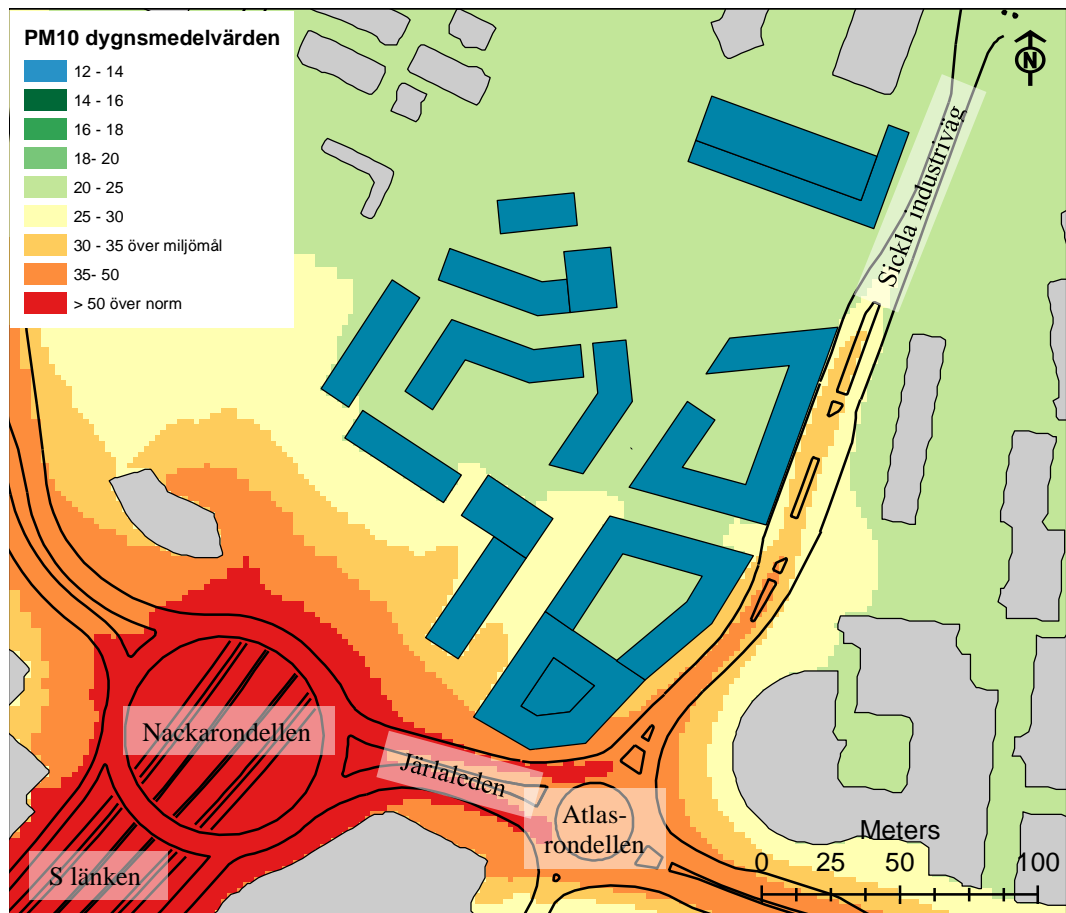 PM10 dygnsmedelvärden
12 - 14
14 - 16
16 - 18
18- 20
20 - 25
25 - 30
30 - 35 över miljömål
35- 50
> 50 över norm
N
Sickla industriväg
Nackarondellen
Järlaleden
Atlas-
rondellen
S länken
Meters
0 25 50 100